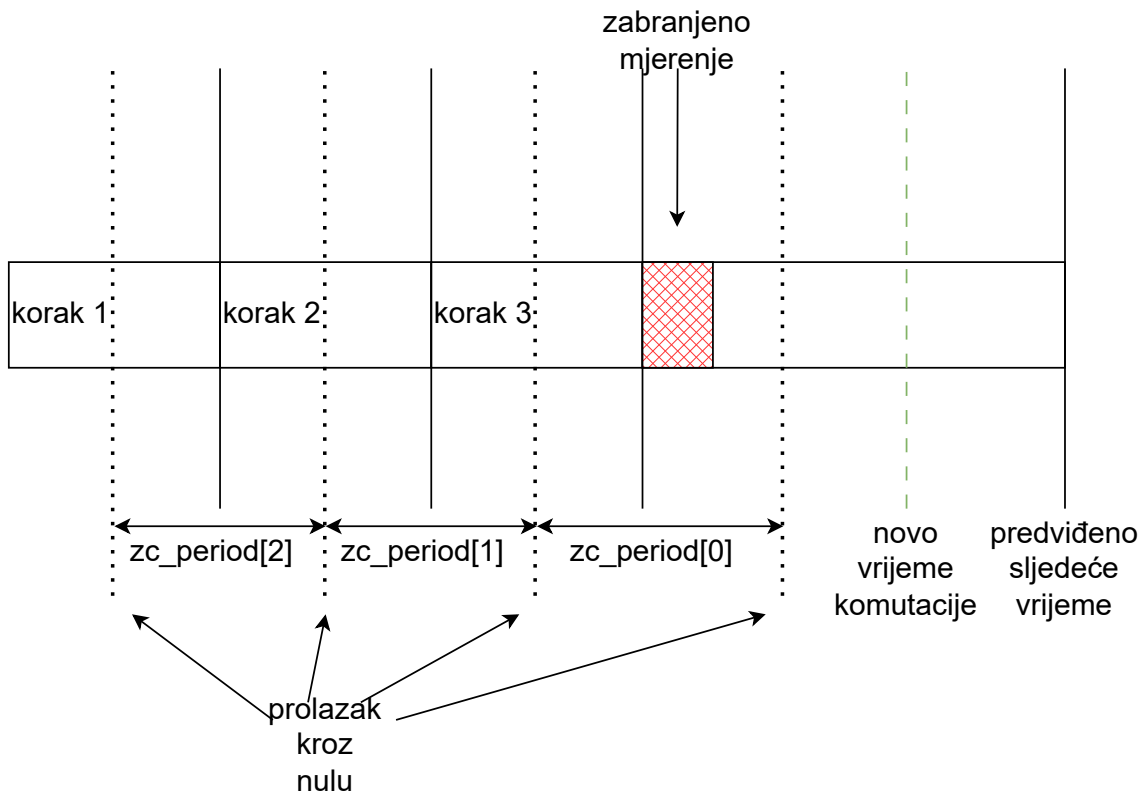 zabranjeno
mjerenje
korak 1
korak 2
korak 3
zc_period[2]
zc_period[1]
zc_period[0]
novo
vrijeme
komutacije
predviđeno
sljedeće
vrijeme
prolazak
kroz
nulu